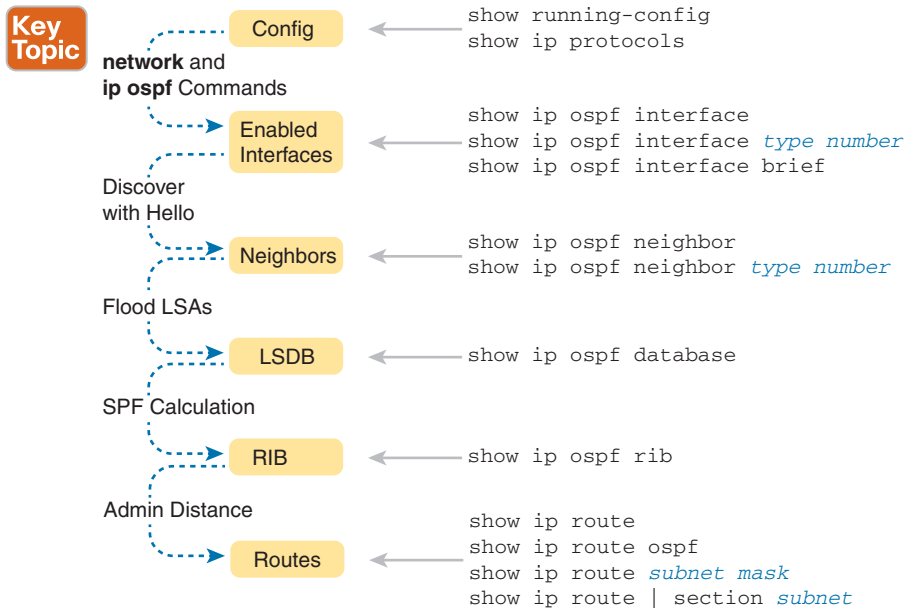 Key
Topic
Config
show running-config
show ip protocols
network and
ip ospf Commands
Enabled
Interfaces
show ip ospf interface
show ip ospf interface type number
show ip ospf interface brief
Discover
with Hello
Neighbors
show ip ospf neighbor
show ip ospf neighbor type number
Flood LSAs
LSDB
show ip ospf database
SPF Calculation
RIB
show ip ospf rib
Admin Distance
Routes
show ip route
show ip route ospf
show ip route subnet mask
show ip route | section subnet